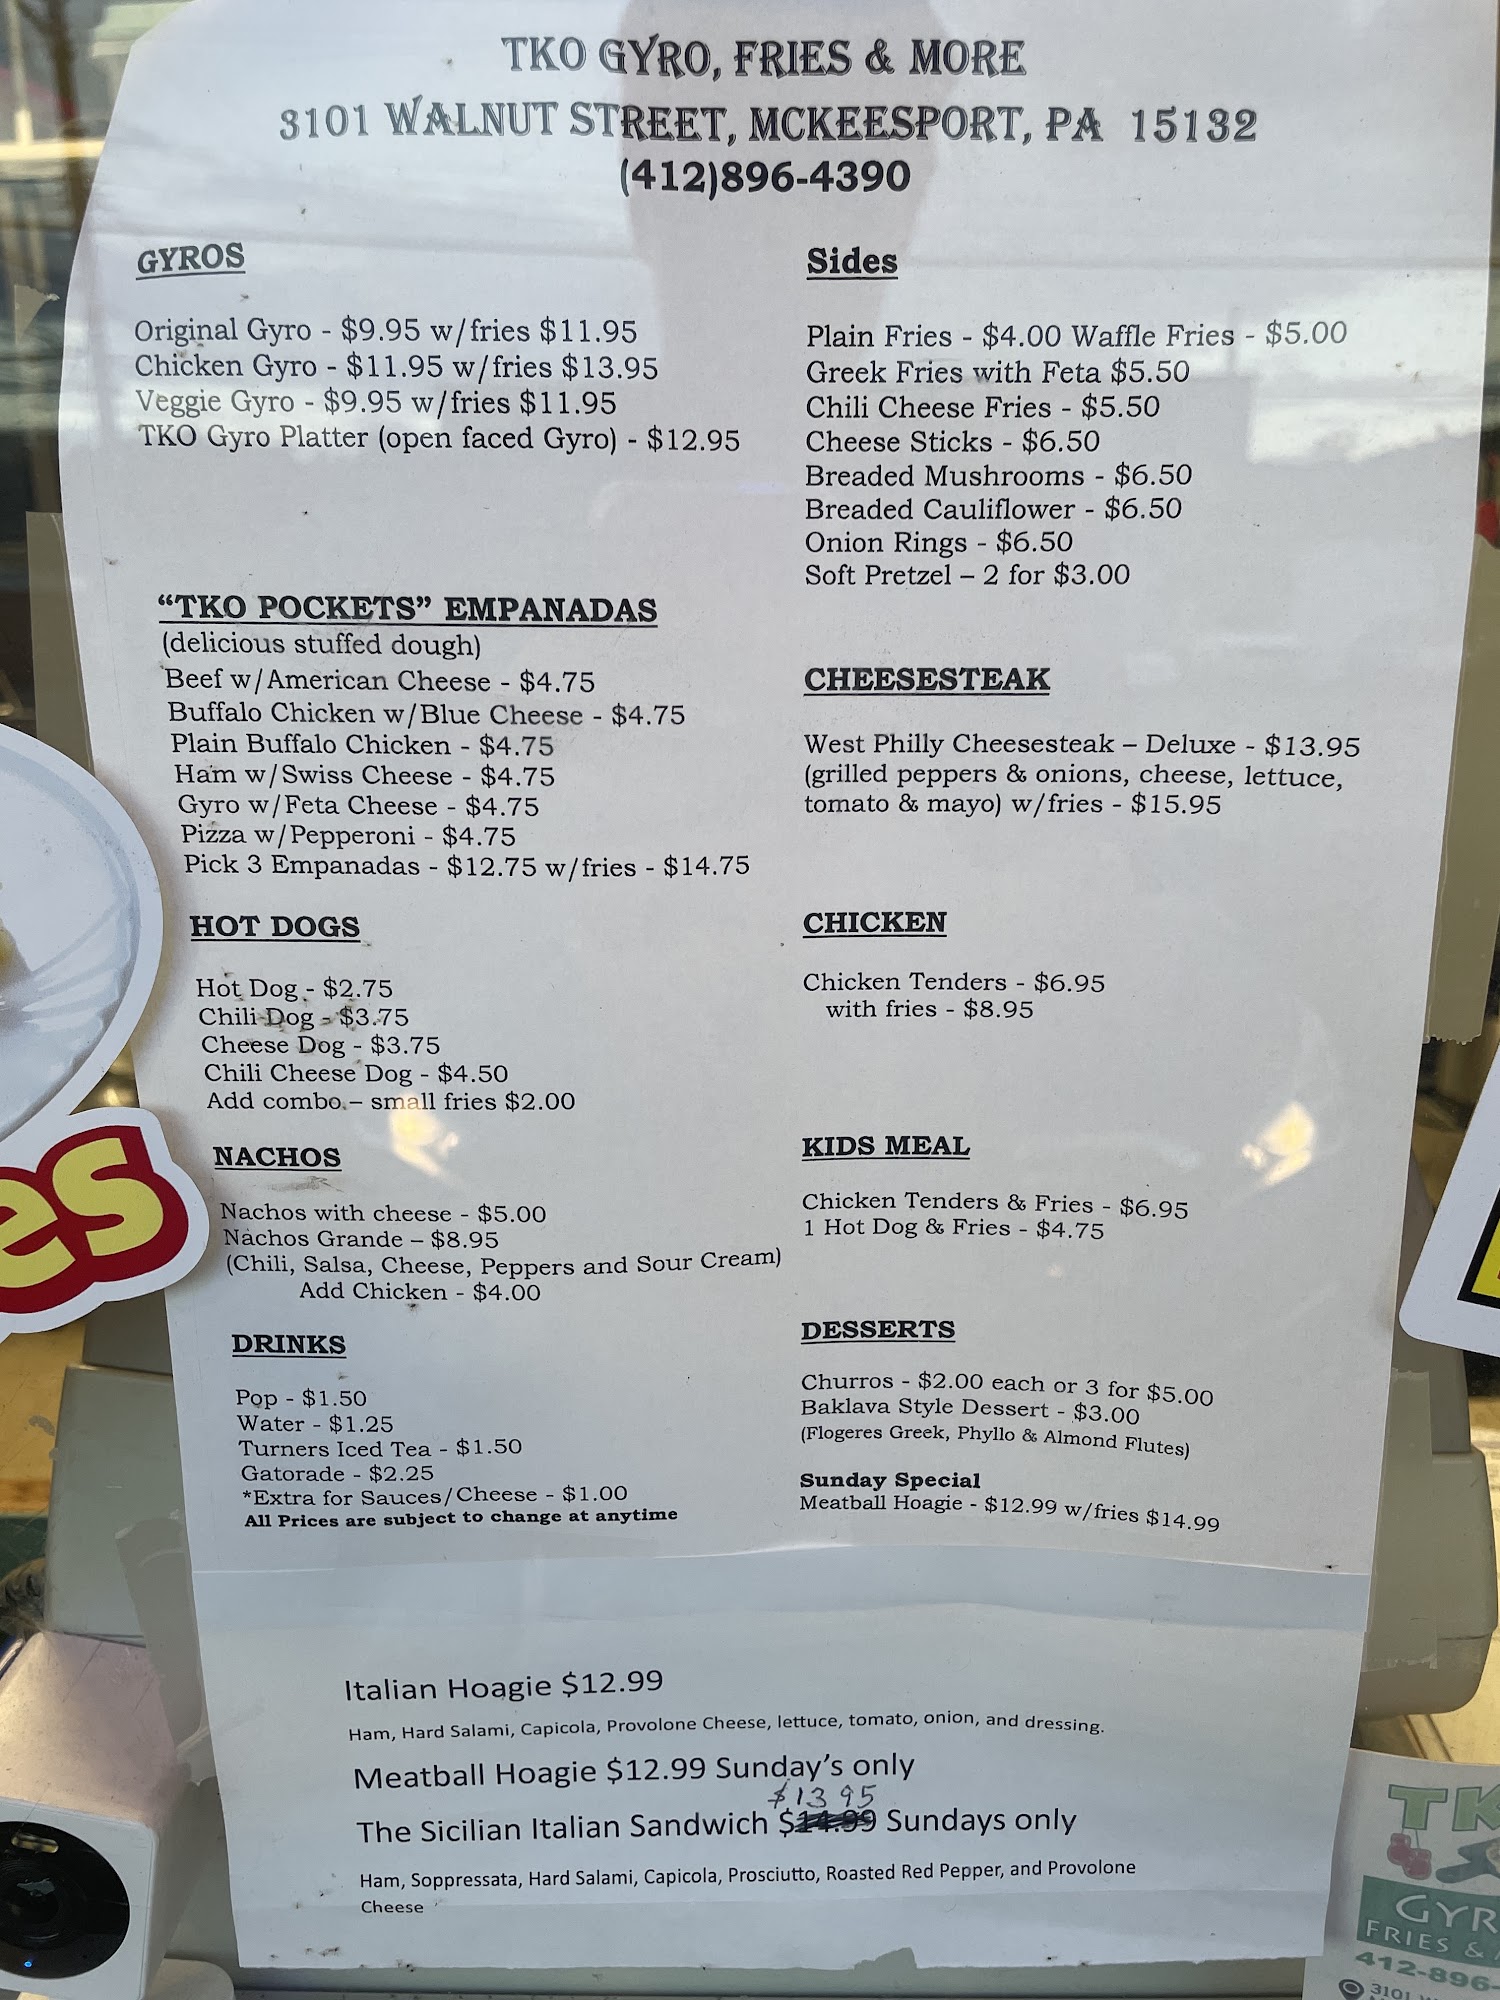 TKO GYRO, FRIES & MORE
3101 WALNUT STREET, MCKEESPORT, PA 15132
(412)896-4390
GYROS
Original Gyro - $9.95 w/fries $11.95
Chicken Gyro - $11.95 w/fries $13.95
Veggie Gyro - $9.95 w/fries $11.95
TKO Gyro Platter (open faced Gyro) - $12.95
"TKO POCKETS" EMPANADAS
(delicious stuffed dough)
Beef w/American Cheese - $4.75
Buffalo Chicken w/Blue Cheese - $4.75
Plain Buffalo Chicken - $4.75
Ham w/Swiss Cheese - $4.75
Gyro w/Feta Cheese - $4.75
Pizza w/Pepperoni - $4.75
Pick 3 Empanadas - $12.75 w/fries - $14.75
HOT DOGS
Hot Dog - $2.75
Chili Dog - $3.75
Cheese Dog - $3.75
Chili Cheese Dog - $4.50
Add combo – small fries $2.00
NACHOS
Nachos with cheese - $5.00
Nachos Grande – $8.95
(Chili, Salsa, Cheese, Peppers and Sour Cream)
Add Chicken - $4.00
DRINKS
Pop - $1.50
Water - $1.25
Turners Iced Tea - $1.50
Gatorade - $2.25
*Extra for Sauces/Cheese - $1.00
All Prices are subject to change at anytime
Sides
Plain Fries - $4.00 Waffle Fries - $5.00
Greek Fries with Feta $5.50
Chili Cheese Fries - $5.50
Cheese Sticks - $6.50
Breaded Mushrooms - $6.50
Breaded Cauliflower - $6.50
Onion Rings - $6.50
Soft Pretzel – 2 for $3.00
CHEESESTEAK
West Philly Cheesesteak – Deluxe - $13.95
(grilled peppers & onions, cheese, lettuce,
tomato & mayo) w/fries - $15.95
CHICKEN
Chicken Tenders - $6.95
with fries - $8.95
KIDS MEAL
Chicken Tenders & Fries - $6.95
1 Hot Dog & Fries - $4.75
DESSERTS
Churros - $2.00 each or 3 for $5.00
Baklava Style Dessert - $3.00
(Flogeres Greek, Phyllo & Almond Flutes)
Sunday Special
Meatball Hoagie - $12.99 w/fries $14.99
Italian Hoagie $12.99
Ham, Hard Salami, Capicola, Provolone Cheese, lettuce, tomato, onion, and dressing.
Meatball Hoagie $12.99 Sunday's only
$13.95
The Sicilian Italian Sandwich $14.99 Sundays only
Ham, Soppressata, Hard Salami, Capicola, Prosciutto, Roasted Red Pepper, and Provolone
Cheese
es
TK
GYR
FRIES &
412-896-
3101